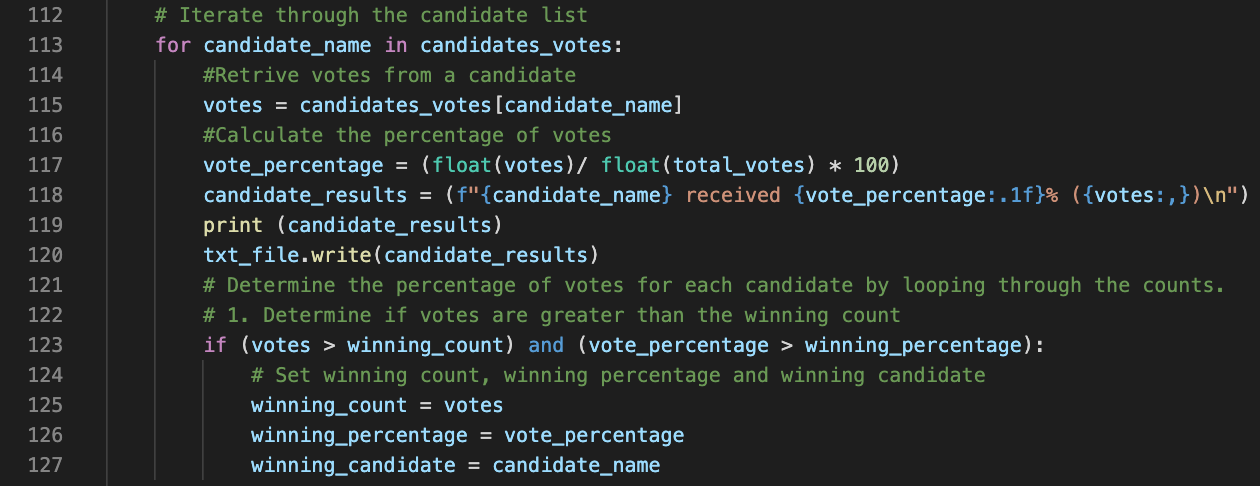 112 # Iterate through the candidate list
113 for candidate_name in candidates_votes:
114 #Retrive votes from a candidate
115 votes = candidates_votes[candidate_name]
116 #Calculate the percentage of votes
117 vote_percentage = (float(votes)/ float(total_votes) * 100)
118 candidate_results = (f"{candidate_name} received {vote_percentage:.1f}% ({votes:,})\n")
119 print (candidate_results)
120 txt_file.write(candidate_results)
121 # Determine the percentage of votes for each candidate by looping through the counts.
122 # 1. Determine if votes are greater than the winning count
123 if (votes > winning_count) and (vote_percentage > winning_percentage):
124 # Set winning count, winning percentage and winning candidate
125 winning_count = votes
126 winning_percentage = vote_percentage
127 winning_candidate = candidate_name